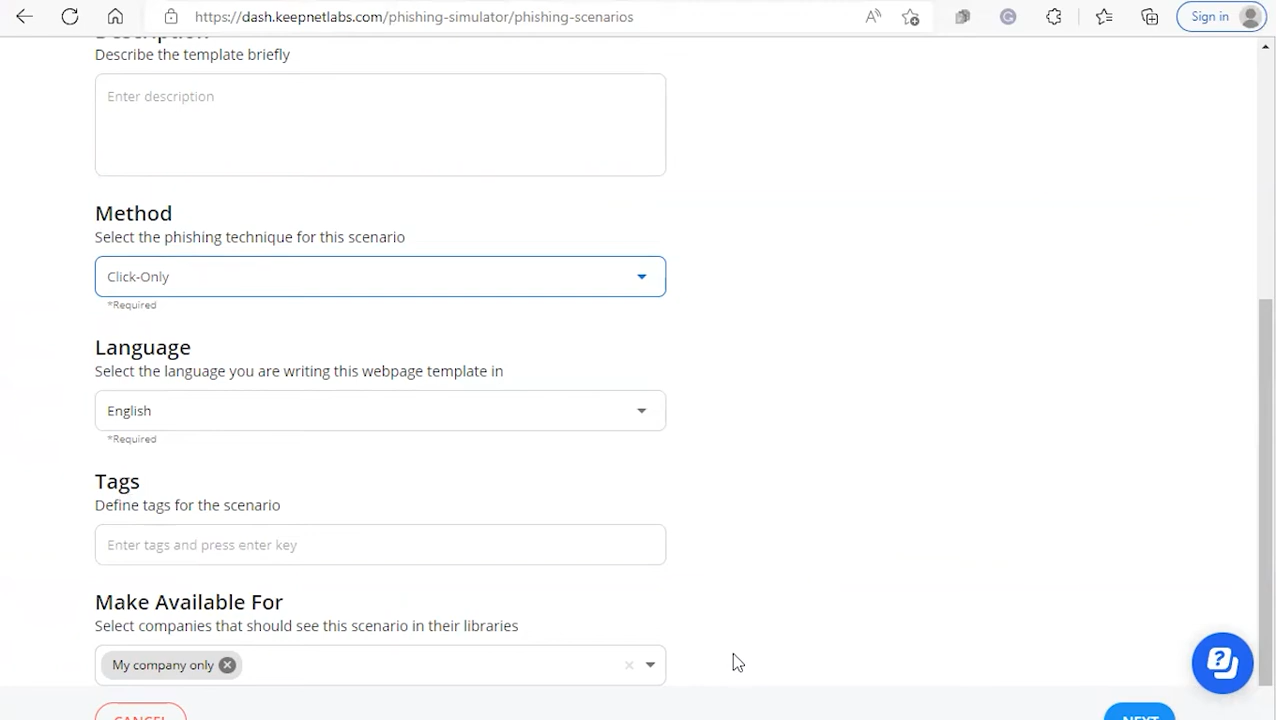 https://dash.keepnetlabs.com/phishing-simulator/phishing-scenarios
Sign in
Description
Describe the template briefly
Enter description
Method
Select the phishing technique for this scenario
Click-Only
*Required
Language
Select the language you are writing this webpage template in
English
*Required
Tags
Define tags for the scenario
Enter tags and press enter key
Make Available For
Select companies that should see this scenario in their libraries
My company only
CANCEL
NEXT